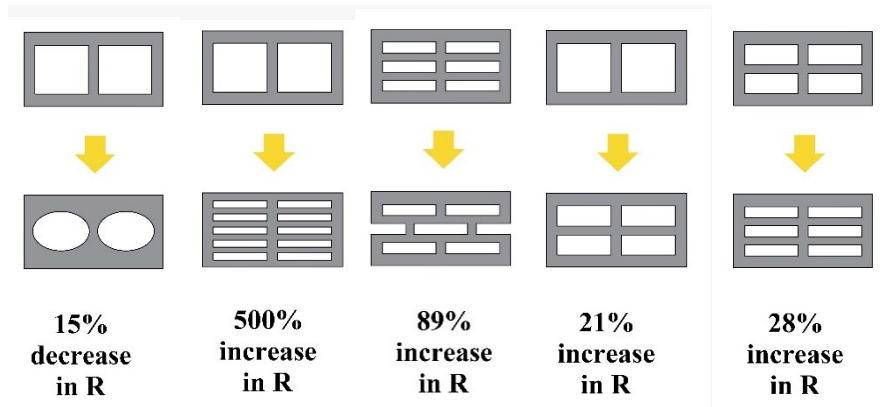 15%
decrease
in R
500%
increase
in R
89%
increase
in R
21%
increase
in R
28%
increase
in R